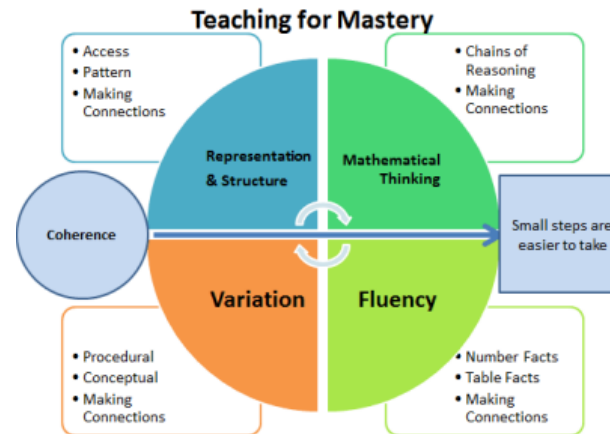 Teaching for Mastery
• Access
• Pattern
• Making
Connections
• Chains of
Reasoning
• Making
Connections
Representation
& Structure
Mathematical
Thinking
Coherence
Small steps are
easier to take
Variation
Fluency
• Procedural
• Conceptual
• Making
Connections
• Number Facts
• Table Facts
• Making
Connections